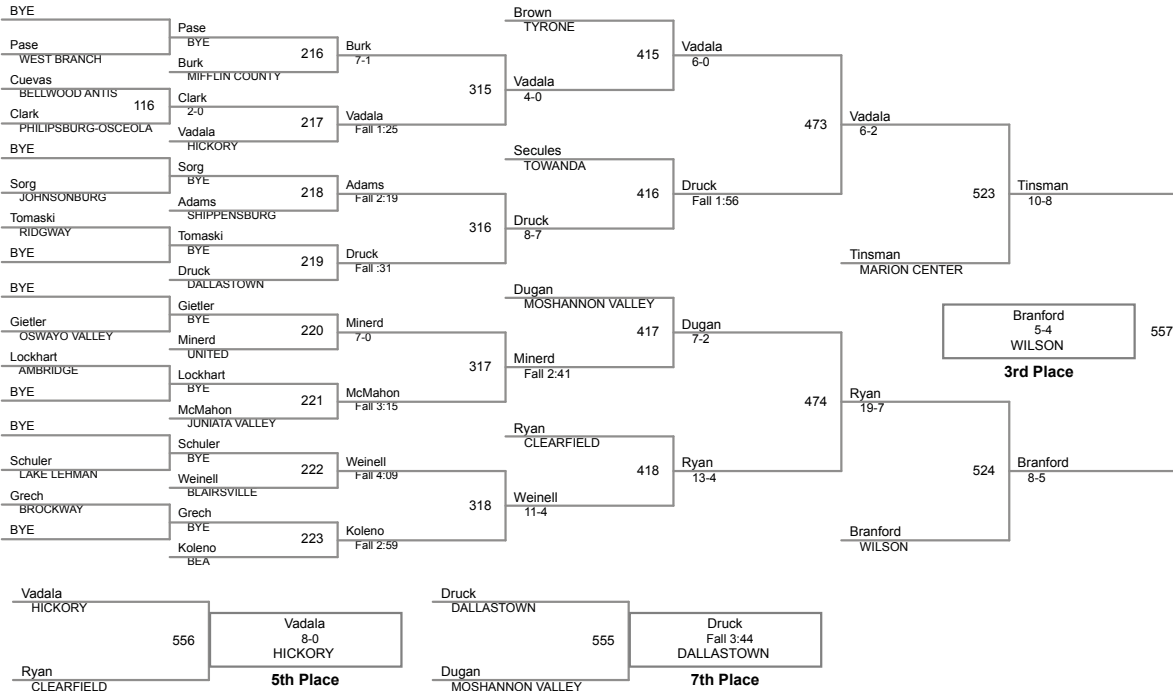 BYE
Pase
WEST BRANCH
Cuevas
BELLWOOD ANTIS
116
Clark
PHILIPSBURG-OSCEOLA
BYE
Sorg
JOHNSONBURG
Tomaski
RIDGWAY
BYE
BYE
Gietler
OSWAYO VALLEY
Lockhart
AMBRIDGE
BYE
BYE
Schuler
LAKE LEHMAN
Grech
BROCKWAY
BYE
Pase
BYE
216
Burk
MIFFLIN COUNTY
Clark
2-0
217
Vadala
HICKORY
Sorg
BYE
218
Adams
SHIPPENSBURG
Tomaski
BYE
219
Druck
DALLASTOWN
Gietler
BYE
220
Minerd
UNITED
Lockhart
BYE
221
McMahon
JUNIATA VALLEY
Schuler
BYE
222
Weinell
BLAIRSVILLE
Grech
BYE
223
Koleno
BEA
Burk
7-1
315
Vadala
Fall 1:25
Adams
Fall 2:19
316
Druck
Fall :31
Minerd
7-0
317
McMahon
Fall 3:15
Weinell
Fall 4:09
318
Koleno
Fall 2:59
Brown
TYRONE
415
Vadala
4-0
Secules
TOWANDA
416
Druck
8-7
Dugan
MOSHANNON VALLEY
417
Minerd
Fall 2:41
Ryan
CLEARFIELD
418
Weinell
11-4
Vadala
6-0
473
Druck
Fall 1:56
Dugan
7-2
474
Ryan
13-4
Vadala
6-2
523
Tinsman
MARION CENTER
Ryan
19-7
524
Branford
WILSON
Tinsman
10-8
Branford
5-4
WILSON
557
3rd Place
Branford
8-5
Vadala
HICKORY
556
Ryan
CLEARFIELD
Vadala
8-0
HICKORY
5th Place
Druck
DALLASTOWN
555
Dugan
MOSHANNON VALLEY
Druck
Fall 3:44
DALLASTOWN
7th Place